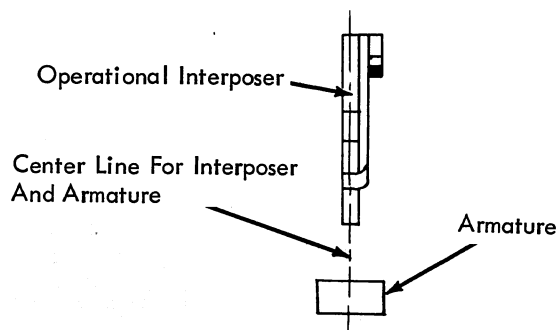 Operational Interposer
Center Line For Interposer
And Armature
Armature